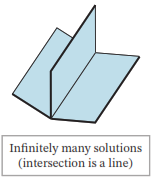 Infinitely many solutions
(intersection is a line)